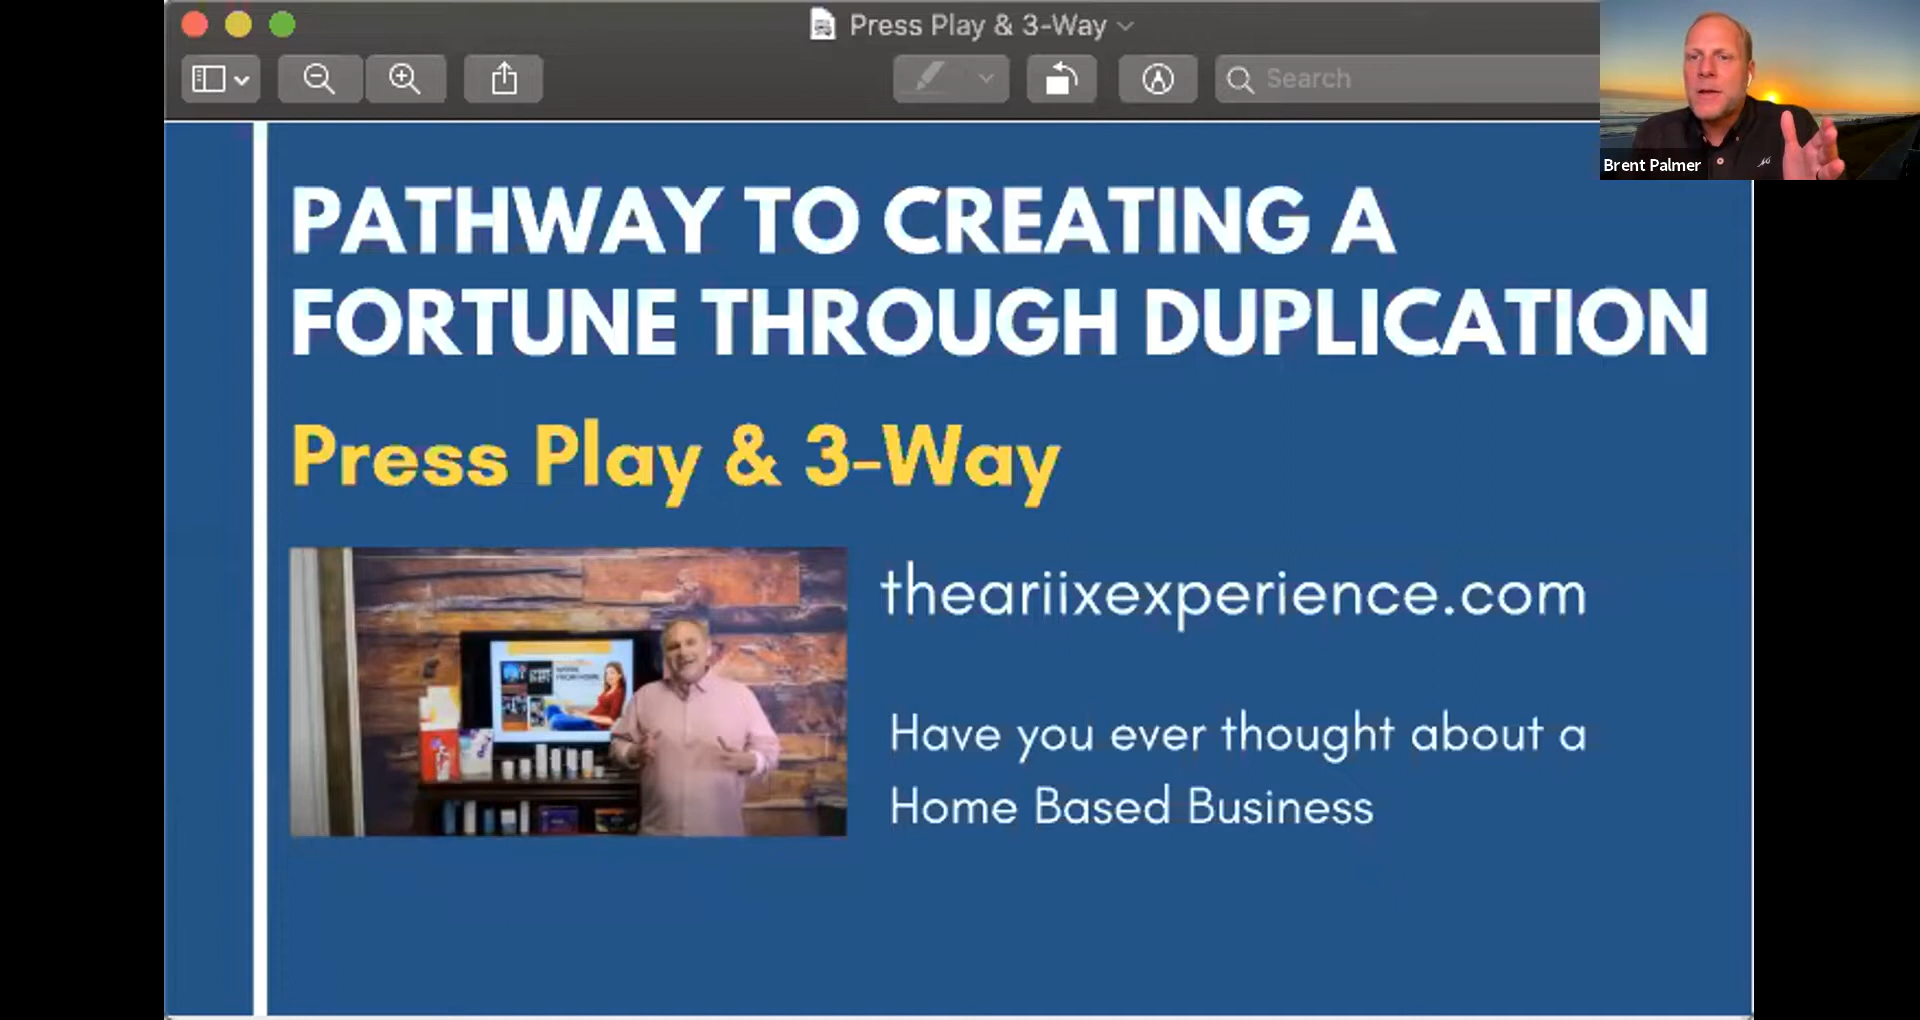 Press Play & 3-Way
Search
Brent Palmer
PATHWAY TO CREATING A
FORTUNE THROUGH DUPLICATION
Press Play & 3-Way
theariixexperience.com
Have you ever thought about a
Home Based Business